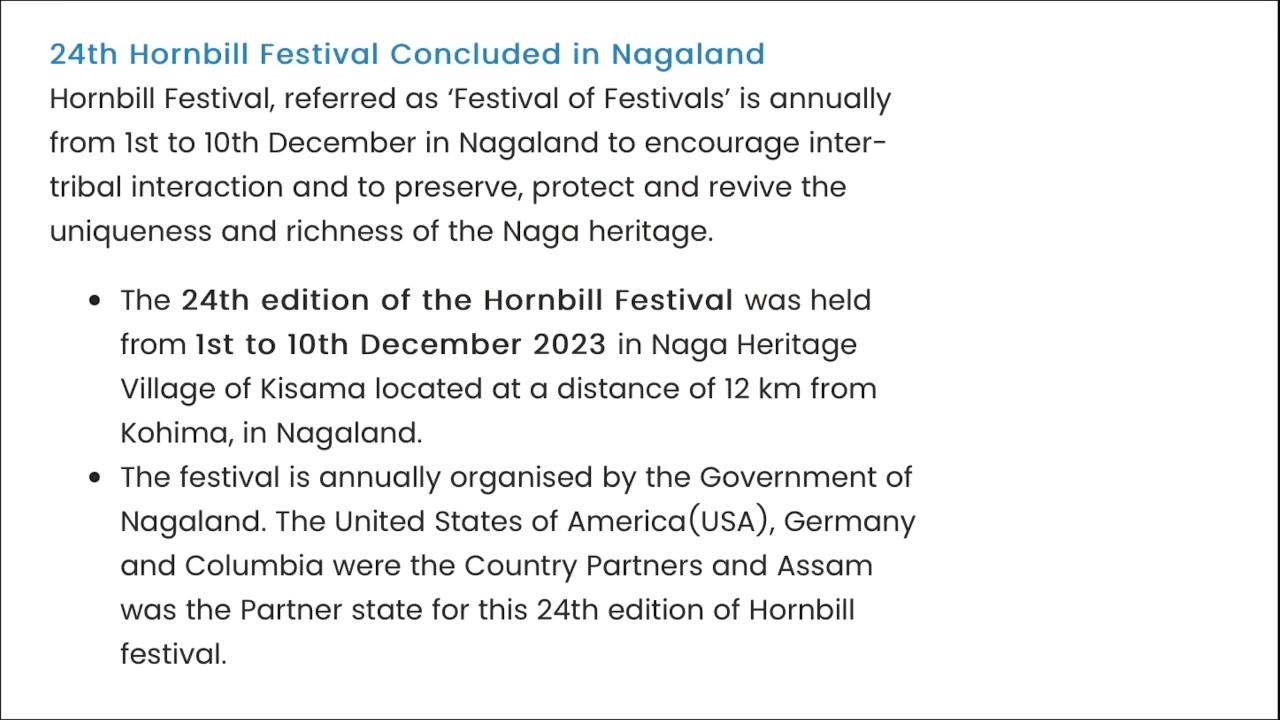 24th Hornbill Festival Concluded in Nagaland
Hornbill Festival, referred as ‘Festival of Festivals’ is annually
from 1st to 10th December in Nagaland to encourage inter-
tribal interaction and to preserve, protect and revive the
uniqueness and richness of the Naga heritage.
• The 24th edition of the Hornbill Festival was held
from 1st to 10th December 2023 in Naga Heritage
Village of Kisama located at a distance of 12 km from
Kohima, in Nagaland.
• The festival is annually organised by the Government of
Nagaland. The United States of America(USA), Germany
and Columbia were the Country Partners and Assam
was the Partner state for this 24th edition of Hornbill
festival.